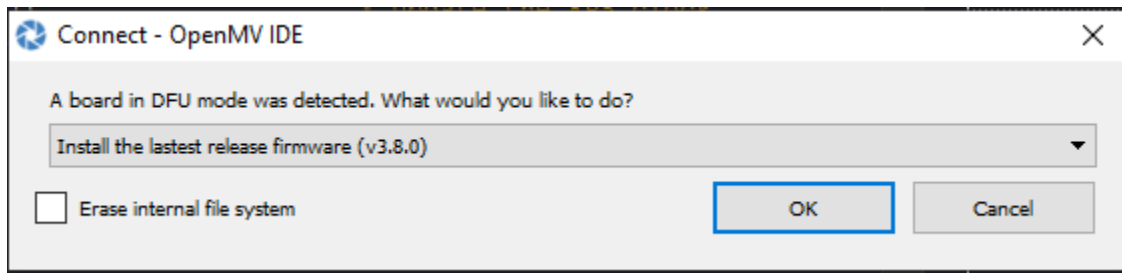 Connect - OpenMV IDE
A board in DFU mode was detected. What would you like to do?
Install the lastest release firmware (v3.8.0)
Erase internal file system
OK
Cancel